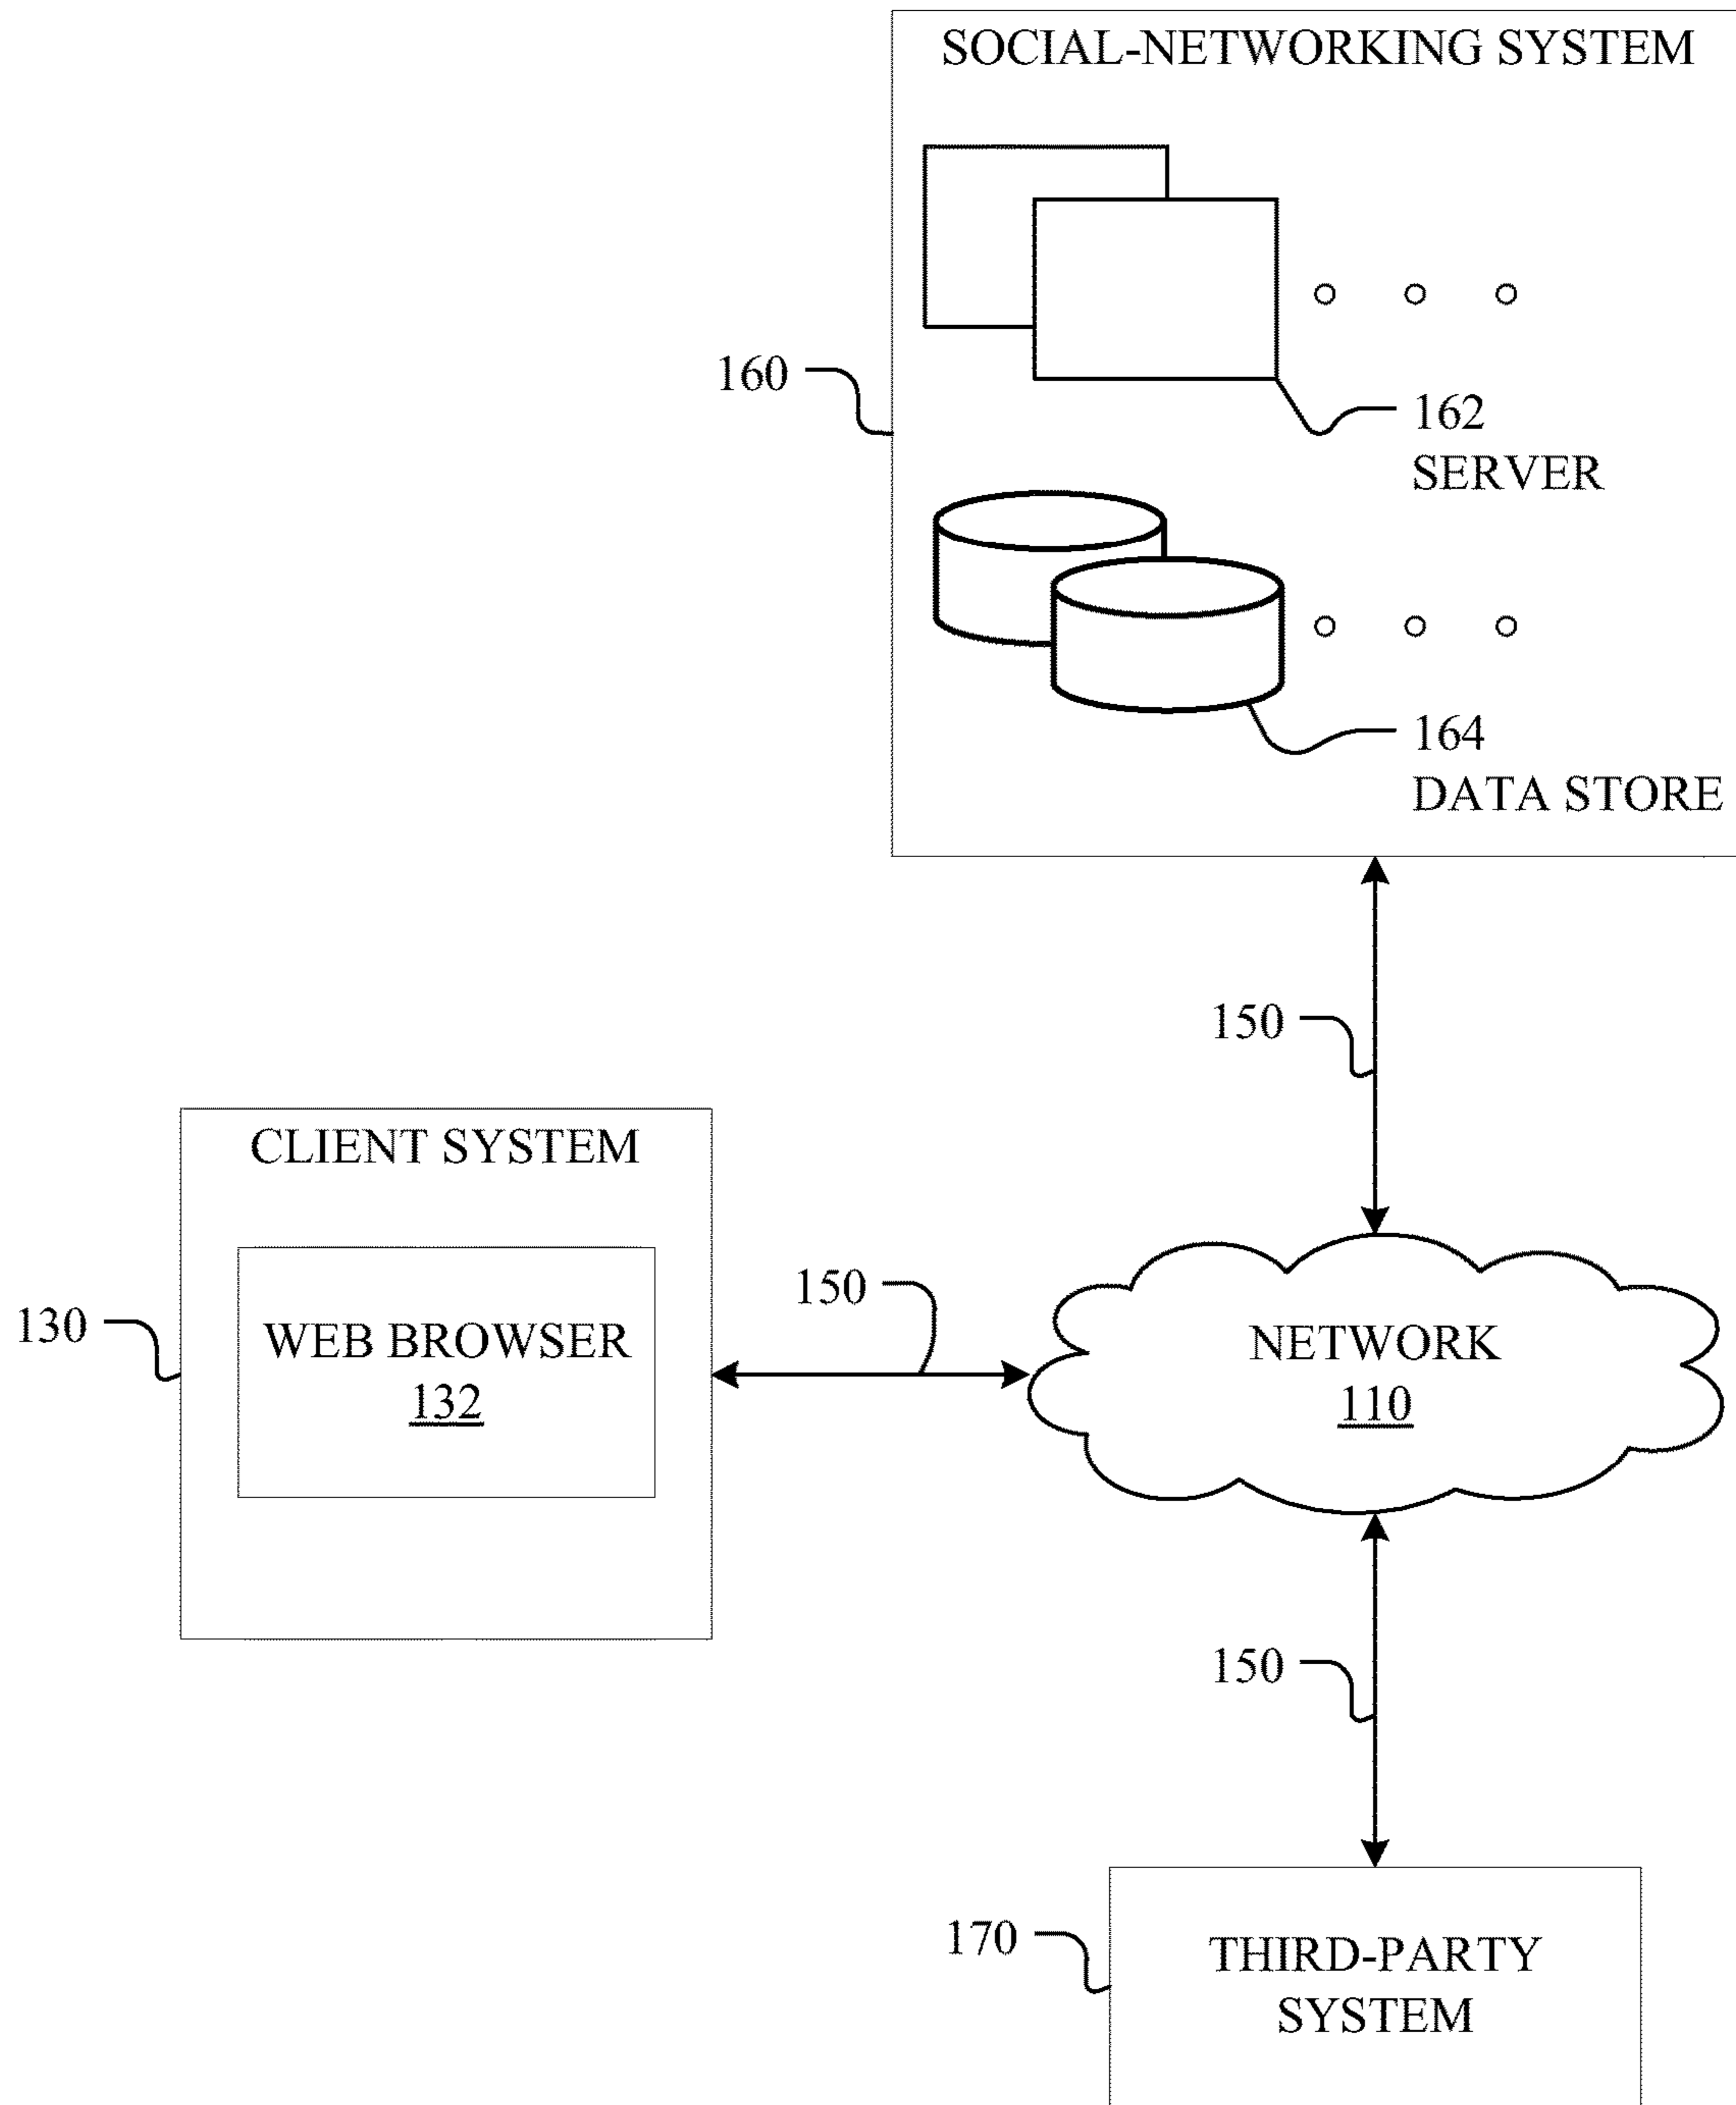 SOCIAL-NETWORKING SYSTEM
160
162
SERVER
164
DATA STORE
150
CLIENT SYSTEM
130
WEB BROWSER
132
150
NETWORK
110
150
170
THIRD-PARTY
SYSTEM